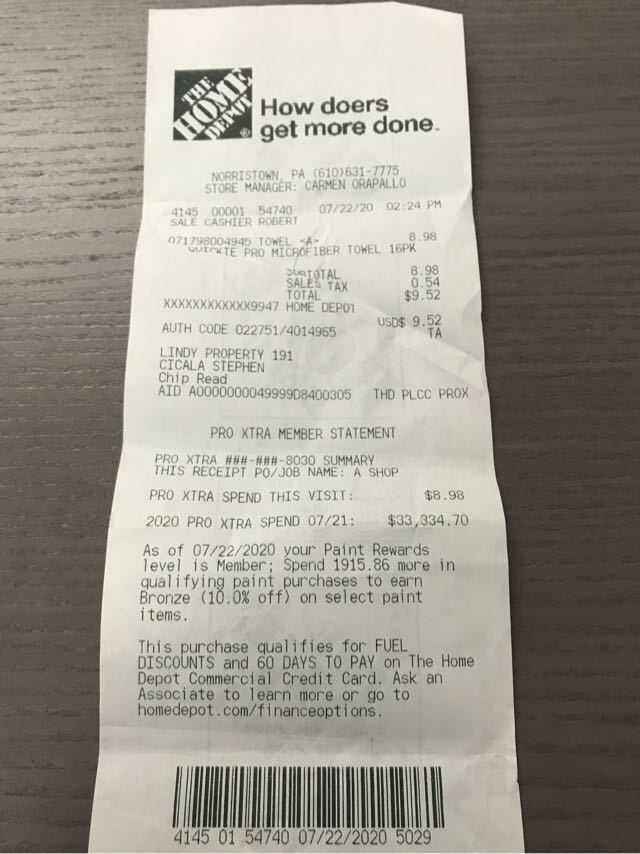 THE
HOME
DEPOT
How doers
get more done.
NORRISTOWN, PA (610)631-7775
STORE MANAGER: CARMEN ORAPALLO
4145 00001 54740 07/22/20 02:24 PM
SALE CASHIER ROBERT
071798004945 TOWEL <A> 8.98
QUICKTE PRO MICROFIBER TOWEL 16PK
SUBTOTAL 8.98
SALES TAX 0.54
TOTAL $9.52
XXXXXXXXXXXX9947 HOME DEPOT
USD$ 9.52
AUTH CODE 022751/4014965 TA
LINDY PROPERTY 191
CICALA STEPHEN
Chip Read
AID A0000000049999D8400305 THD PLCC PROX
PRO XTRA MEMBER STATEMENT
PRO XTRA ###-###-8030 SUMMARY
THIS RECEIPT PO/JOB NAME: A SHOP
PRO XTRA SPEND THIS VISIT: $8.98
2020 PRO XTRA SPEND 07/21: $33,334.70
As of 07/22/2020 your Paint Rewards
level is Member; Spend 1915.86 more in
qualifying paint purchases to earn
Bronze (10.0% off) on select paint
items.
This purchase qualifies for FUEL
DISCOUNTS and 60 DAYS TO PAY on The Home
Depot Commercial Credit Card. Ask an
Associate to learn more or go to
homedepot.com/financeoptions.
4145 01 54740 07/22/2020 5029